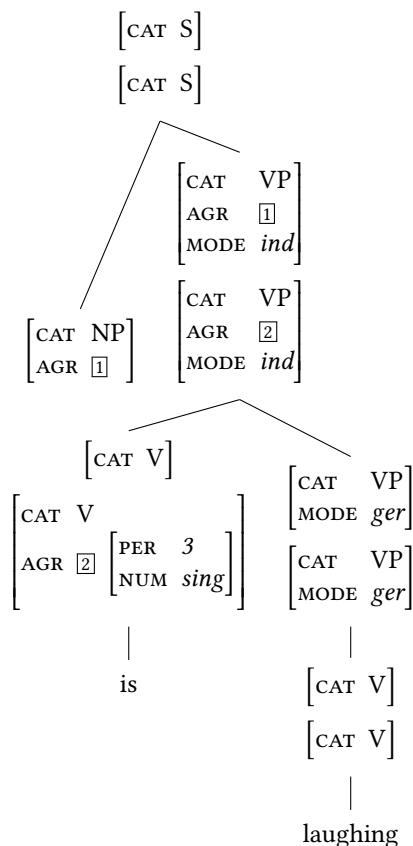 [CAT S]
[CAT S]
[CAT VP
AGR 1
MODE ind]
[CAT NP
AGR 1]
[CAT VP
AGR 2
MODE ind]
[CAT V]
[CAT V
AGR 2 [PER 3
NUM sing]]
[CAT VP
MODE ger]
[CAT VP
MODE ger]
is
[CAT V]
[CAT V]
laughing